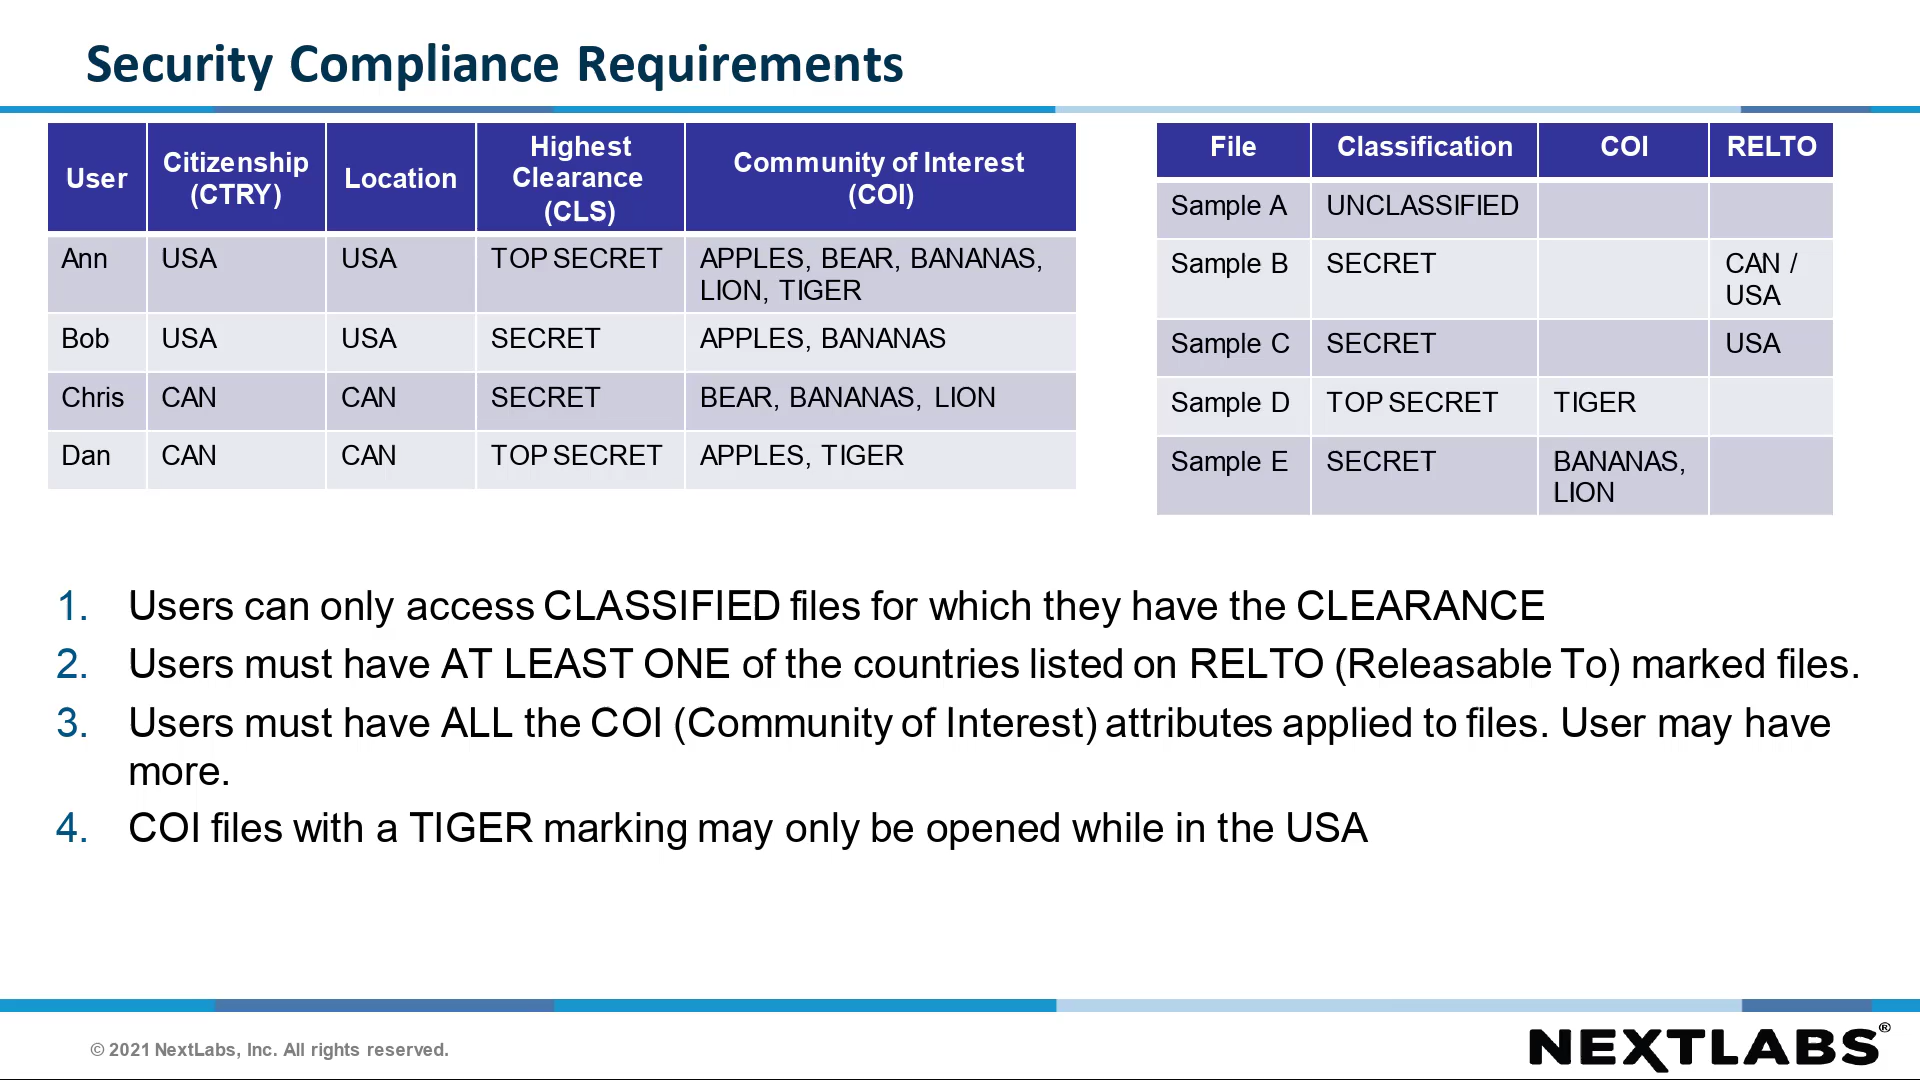 Security Compliance Requirements
User Citizenship (CTRY) Location Highest Clearance (CLS) Community of Interest (COI)
Ann USA USA TOP SECRET APPLES, BEAR, BANANAS,
LION, TIGER
Bob USA USA SECRET APPLES, BANANAS
Chris CAN CAN SECRET BEAR, BANANAS, LION
Dan CAN CAN TOP SECRET APPLES, TIGER
File Classification COI RELTO
Sample A UNCLASSIFIED
Sample B SECRET CAN /
USA
Sample C SECRET USA
Sample D TOP SECRET TIGER
Sample E SECRET BANANAS,
LION
1. Users can only access CLASSIFIED files for which they have the CLEARANCE
2. Users must have AT LEAST ONE of the countries listed on RELTO (Releasable To) marked files.
3. Users must have ALL the COI (Community of Interest) attributes applied to files. User may have
more.
4. COI files with a TIGER marking may only be opened while in the USA
© 2021 NextLabs, Inc. All rights reserved.
NEXTLABS®